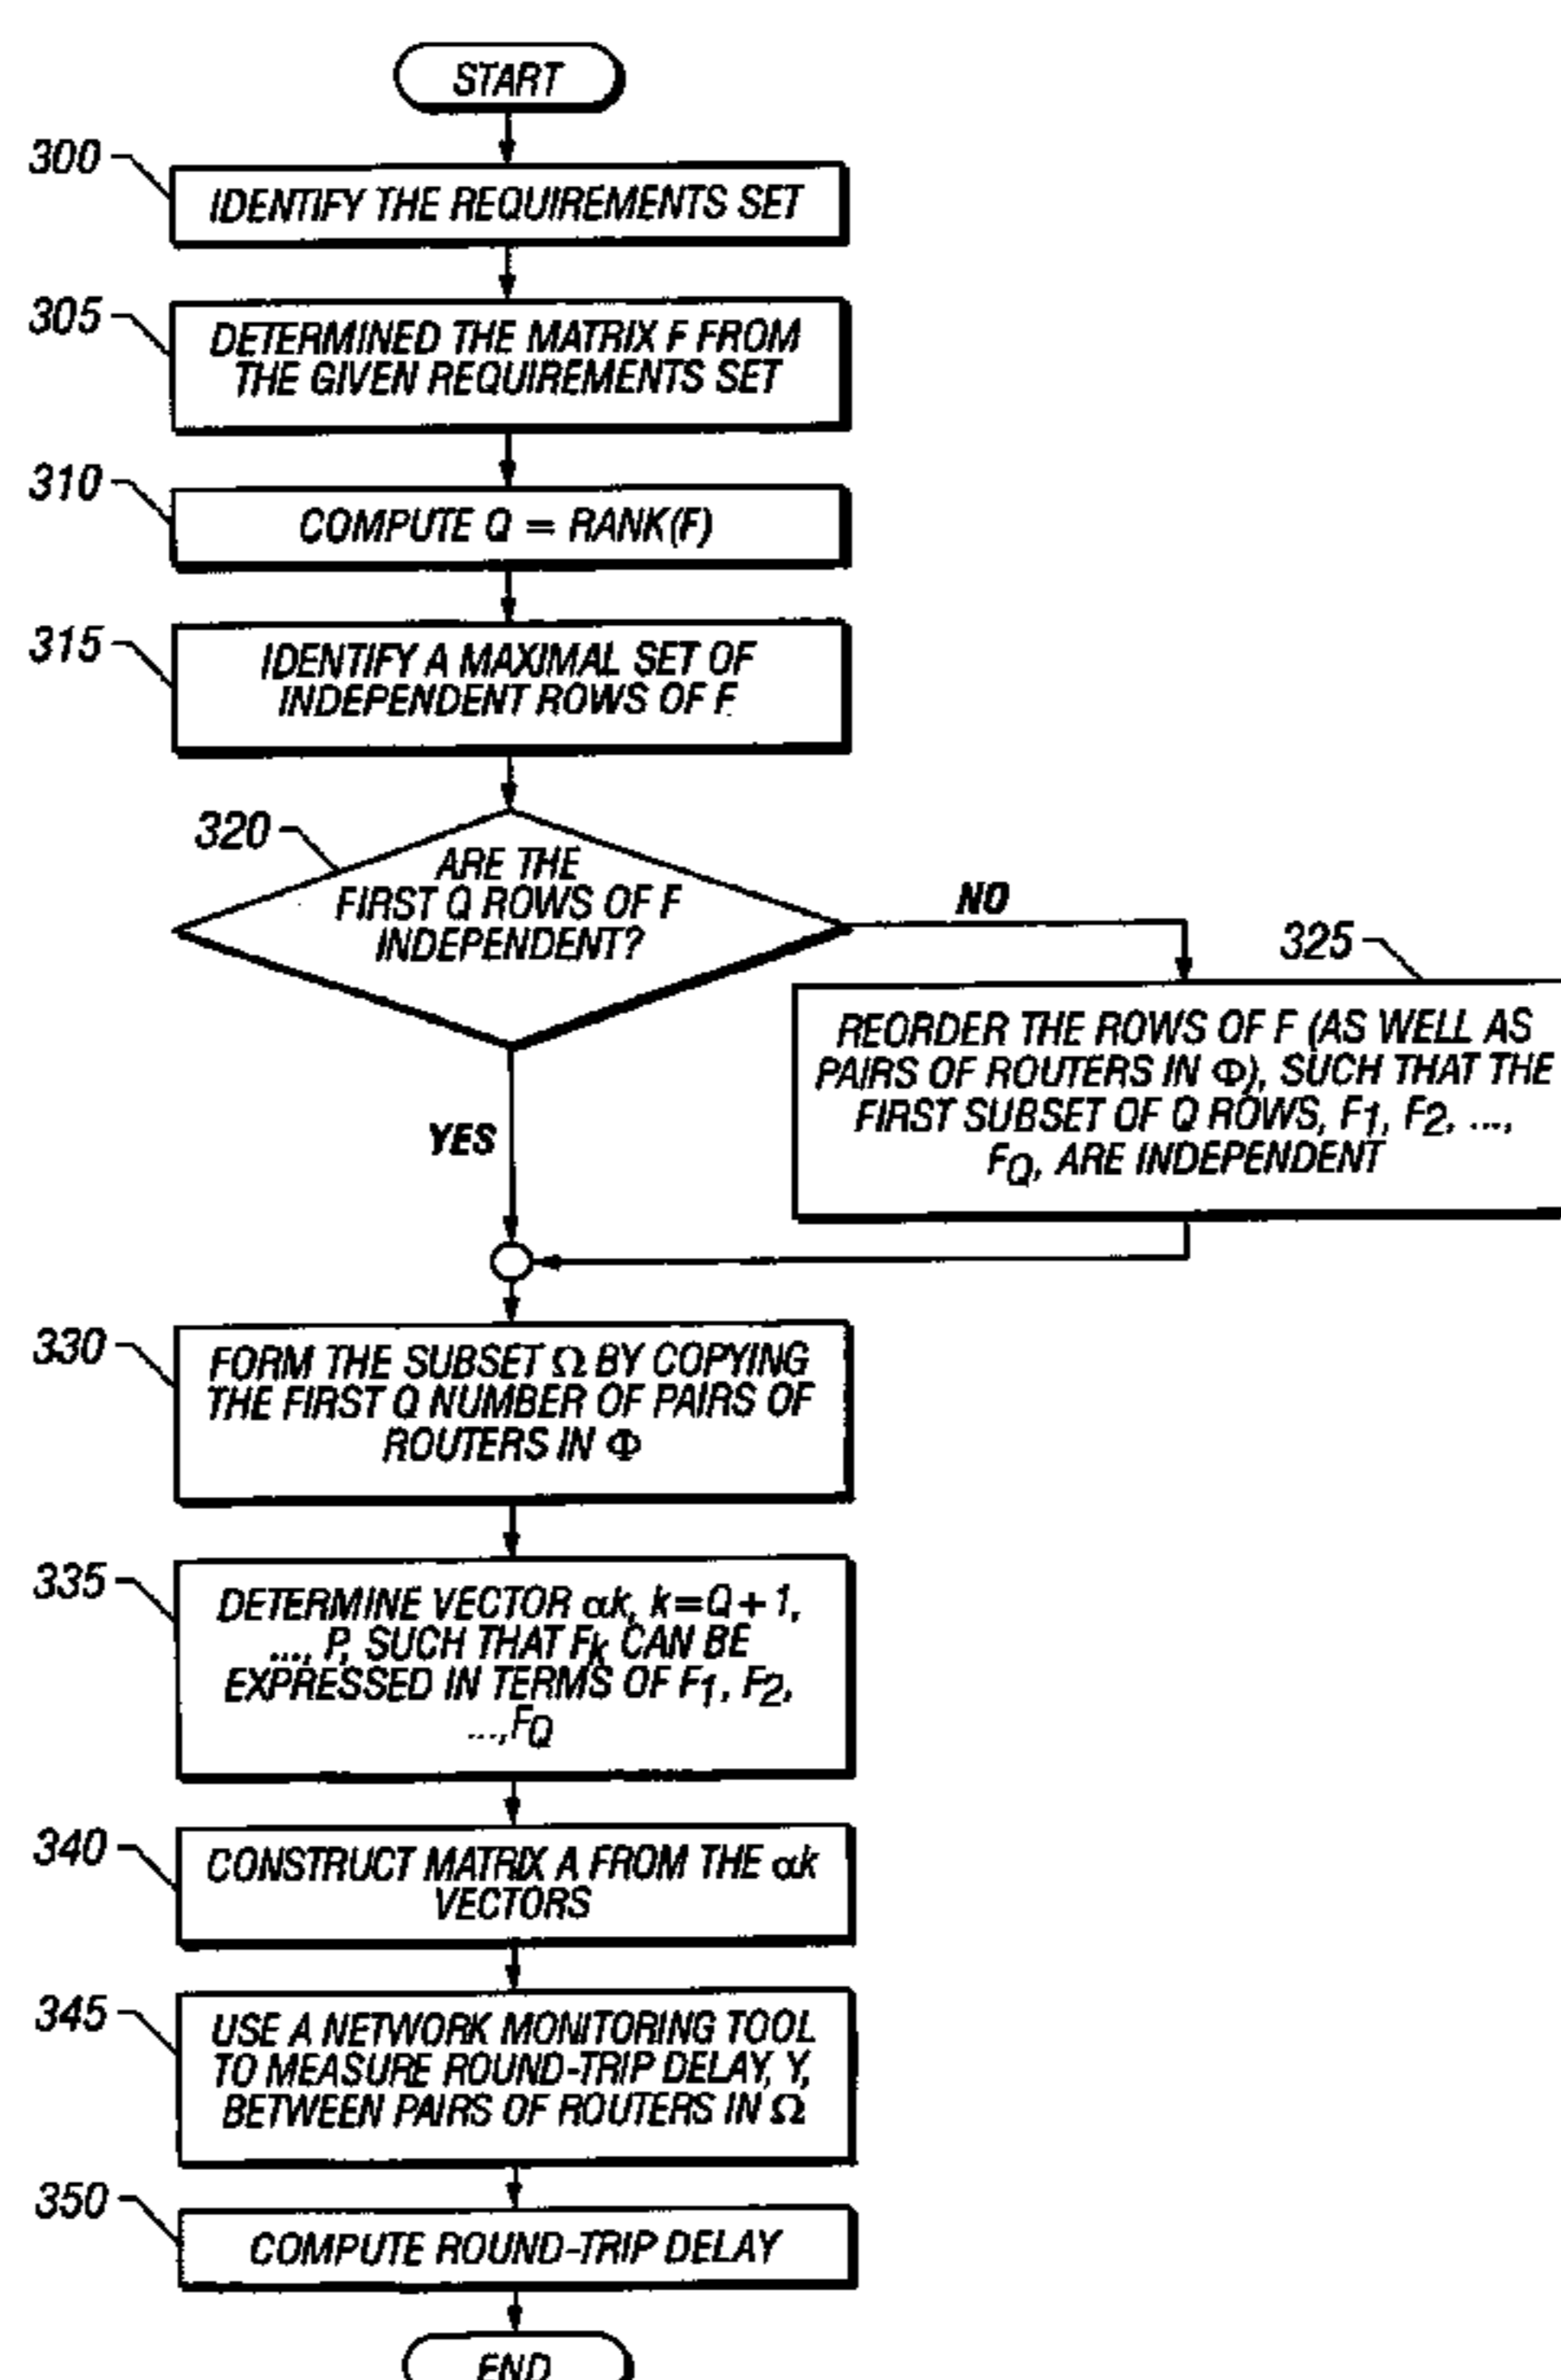 START
300
IDENTIFY THE REQUIREMENTS SET
305
DETERMINED THE MATRIX F FROM
THE GIVEN REQUIREMENTS SET
310
COMPUTE Q = RANK(F)
315
IDENTIFY A MAXIMAL SET OF
INDEPENDENT ROWS OF F
320
ARE THE
FIRST Q ROWS OF F
INDEPENDENT?
NO
325
REORDER THE ROWS OF F (AS WELL AS
PAIRS OF ROUTERS IN Φ), SUCH THAT THE
FIRST SUBSET OF Q ROWS, F1, F2, ...,
FQ, ARE INDEPENDENT
YES
330
FORM THE SUBSET Ω BY COPYING
THE FIRST Q NUMBER OF PAIRS OF
ROUTERS IN Φ
335
DETERMINE VECTOR αk, k=Q+1,
..., P, SUCH THAT Fk CAN BE
EXPRESSED IN TERMS OF F1, F2,
...,FQ
340
CONSTRUCT MATRIX A FROM THE αk
VECTORS
345
USE A NETWORK MONITORING TOOL
TO MEASURE ROUND-TRIP DELAY, Y,
BETWEEN PAIRS OF ROUTERS IN Ω
350
COMPUTE ROUND-TRIP DELAY
END